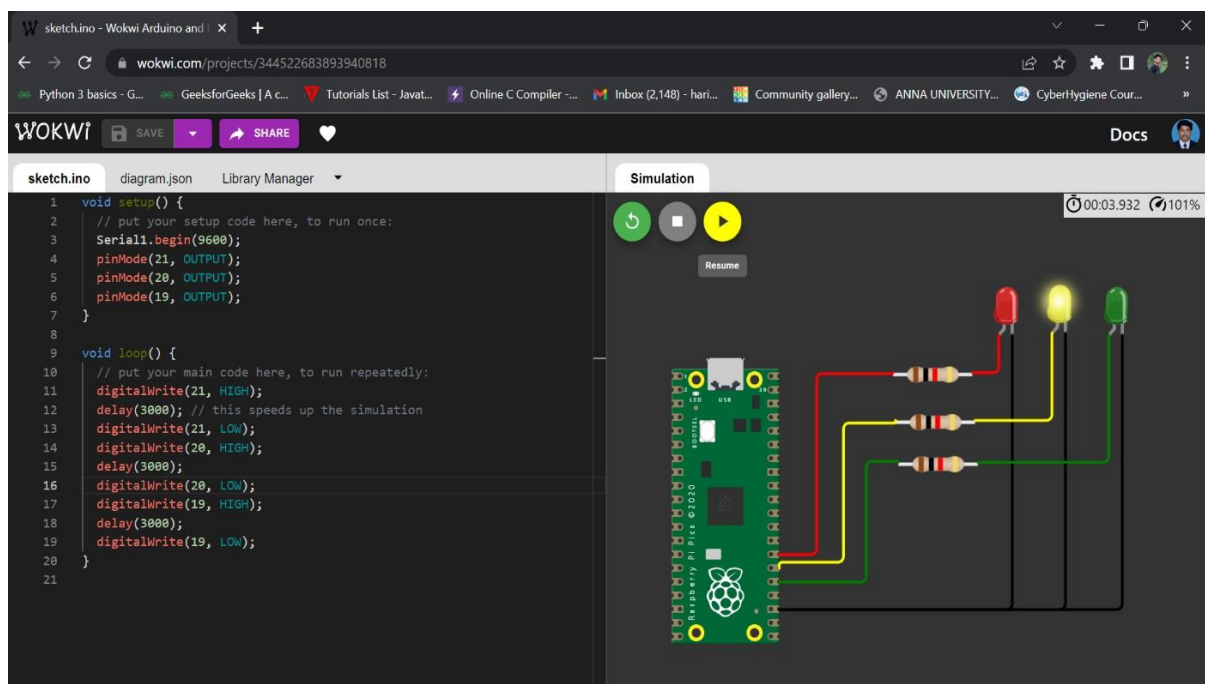 sketch.ino - Wokwi Arduino and
wokwi.com/projects/344522683893940818
Python 3 basics - G... GeeksforGeeks | A c... Tutorials List - Javat... Online C Compiler -... Inbox (2,148) - hari... Community gallery... ANNA UNIVERSITY... CyberHygiene Cour... »
WOKWi SAVE SHARE Docs
sketch.ino diagram.json Library Manager
Simulation
1 void setup() {
2 // put your setup code here, to run once:
3 Serial1.begin(9600);
4 pinMode(21, OUTPUT);
5 pinMode(20, OUTPUT);
6 pinMode(19, OUTPUT);
7 }
8
9 void loop() {
10 // put your main code here, to run repeatedly:
11 digitalWrite(21, HIGH);
12 delay(3000); // this speeds up the simulation
13 digitalWrite(21, LOW);
14 digitalWrite(20, HIGH);
15 delay(3000);
16 digitalWrite(20, LOW);
17 digitalWrite(19, HIGH);
18 delay(3000);
19 digitalWrite(19, LOW);
20 }
21
00:03.932 101%
Resume
LED USB
BOOTSEL
Raspberry Pi Pico ©2020